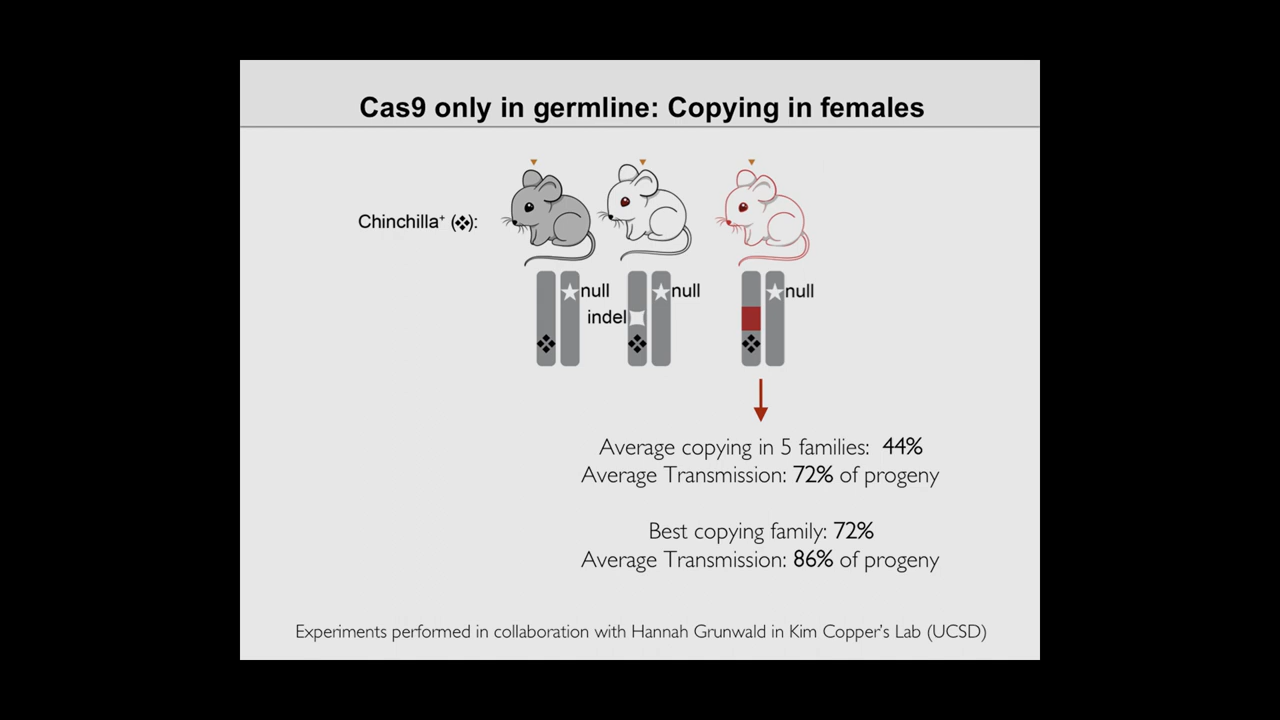 Cas9 only in germline: Copying in females
Chinchilla⁺ (❖):
null
null
null
indel
Average copying in 5 families: 44%
Average Transmission: 72% of progeny
Best copying family: 72%
Average Transmission: 86% of progeny
Experiments performed in collaboration with Hannah Grunwald in Kim Copper's Lab (UCSD)